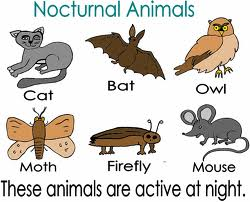 Nocturnal Animals
Cat
Bat
Owl
Moth
Firefly
Mouse
These animals are active at night.